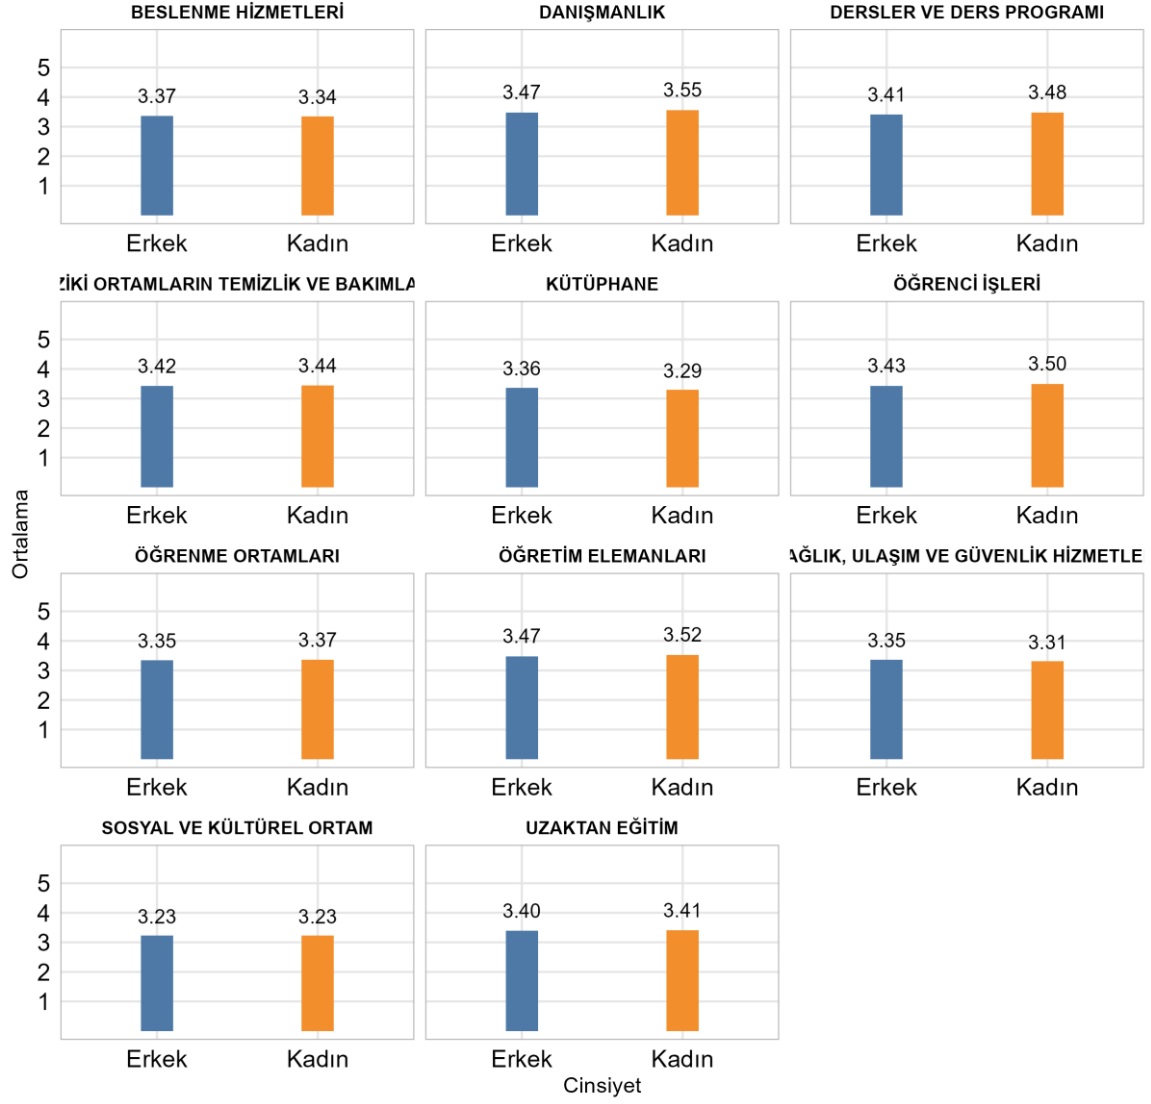 BESLENME HİZMETLERİ
5
4
3
2
1
3.37
3.34
Erkek
Kadın
DANIŞMANLIK
3.47
3.55
Erkek
Kadın
DERSLER VE DERS PROGRAMI
3.41
3.48
Erkek
Kadın
ZİKİ ORTAMLARIN TEMİZLİK VE BAKIMLA
5
4
3
2
1
3.42
3.44
Erkek
Kadın
KÜTÜPHANE
3.36
3.29
Erkek
Kadın
ÖĞRENCİ İŞLERİ
3.43
3.50
Erkek
Kadın
Ortalama
ÖĞRENME ORTAMLARI
5
4
3
2
1
3.35
3.37
Erkek
Kadın
ÖĞRETİM ELEMANLARI
3.47
3.52
Erkek
Kadın
AĞLIK, ULAŞIM VE GÜVENLİK HİZMETLE
3.35
3.31
Erkek
Kadın
SOSYAL VE KÜLTÜREL ORTAM
5
4
3
2
1
3.23
3.23
Erkek
Kadın
UZAKTAN EĞİTİM
3.40
3.41
Erkek
Kadın
Cinsiyet